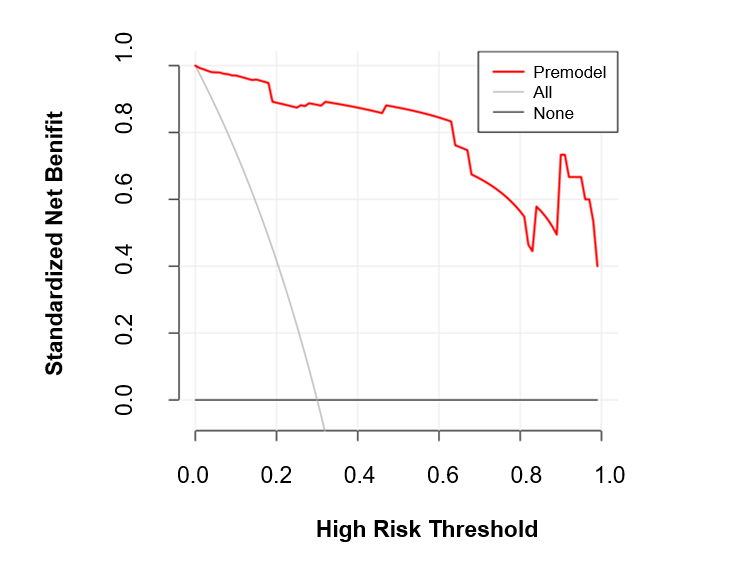 Premodel
All
None
Standardized Net Benifit
1.0
0.8
0.6
0.4
0.2
0.0
0.0 0.2 0.4 0.6 0.8 1.0
High Risk Threshold